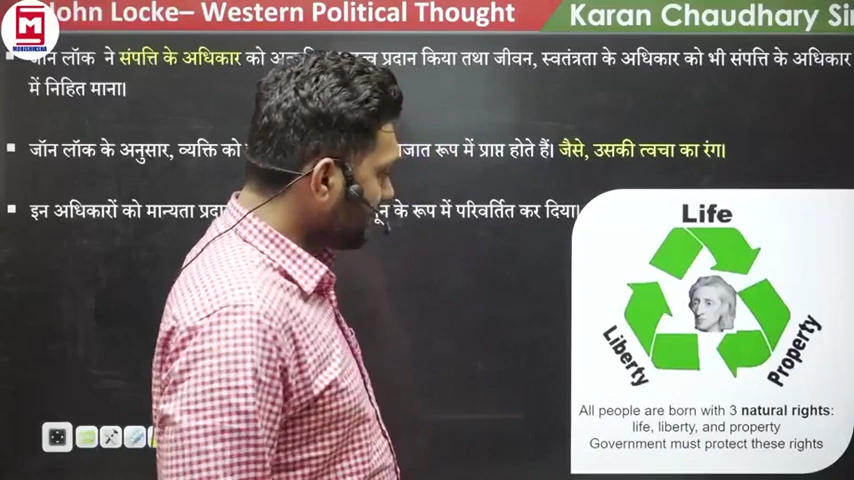 John Locke– Western Political Thought
Karan Chaudhary Sir
MONISHIKSHA
जॉन लॉक ने संपत्ति के अधिकार को प्रदान किया तथा जीवन, स्वतंत्रता के अधिकार को भी संपत्ति के अधिकार
में निहित माना।
जॉन लॉक के अनुसार, व्यक्ति को रूप में प्राप्त होते हैं। जैसे, उसकी त्वचा का रंग।
इन अधिकारों को मान्यता के रूप में परिवर्तित कर दिया।
Life
Liberty
Property
All people are born with 3 natural rights:
life, liberty, and property
Government must protect these rights